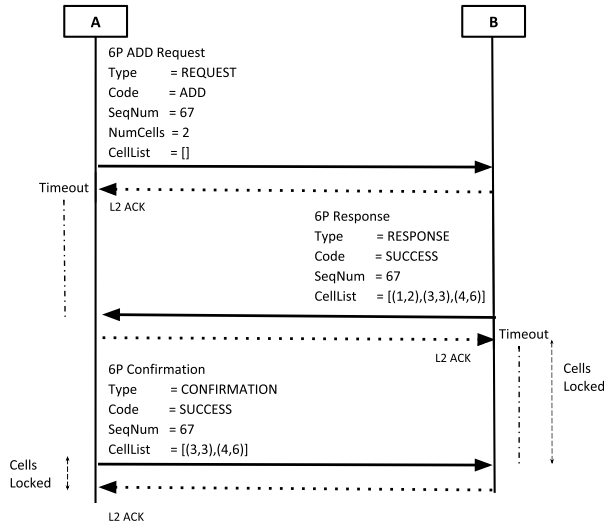 A
B
6P ADD Request
Type = REQUEST
Code = ADD
SeqNum = 67
NumCells = 2
CellList = []
Timeout
L2 ACK
6P Response
Type = RESPONSE
Code = SUCCESS
SeqNum = 67
CellList = [(1,2),(3,3),(4,6)]
Timeout
L2 ACK
Cells
Locked
6P Confirmation
Type = CONFIRMATION
Code = SUCCESS
SeqNum = 67
CellList = [(3,3),(4,6)]
Cells
Locked
L2 ACK